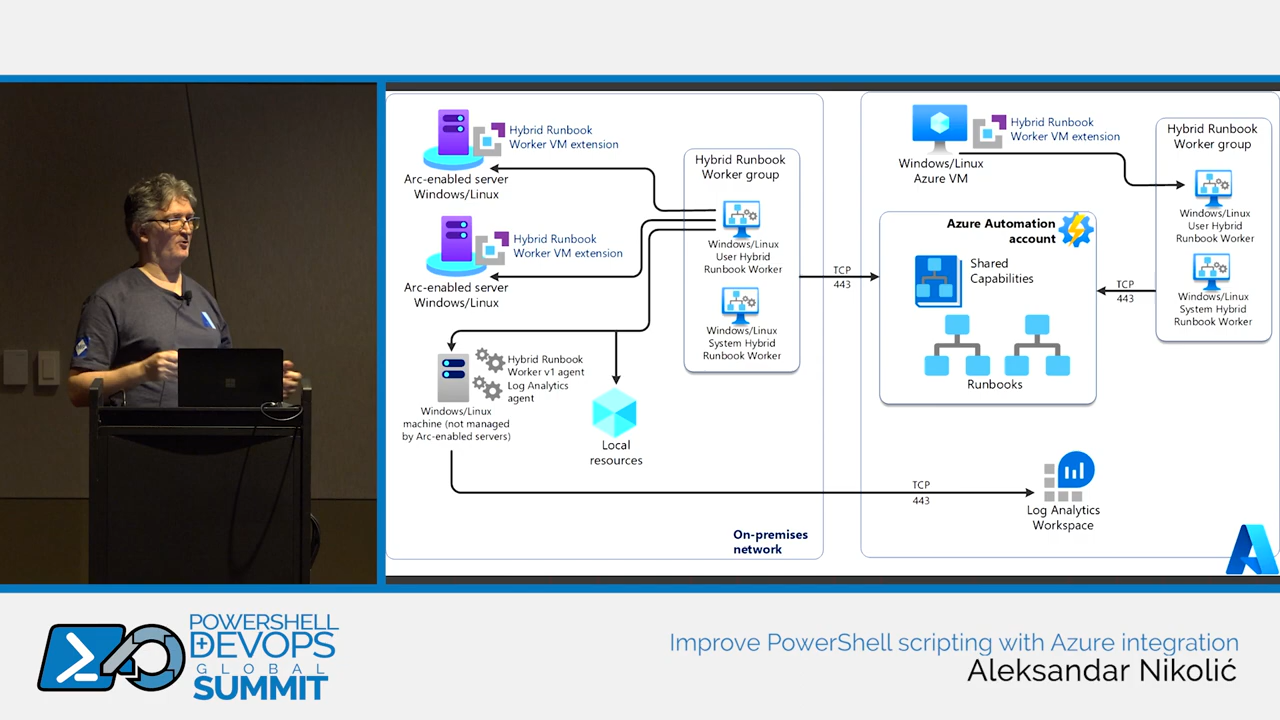 Hybrid Runbook
Worker VM extension
Arc-enabled server
Windows/Linux
Hybrid Runbook
Worker VM extension
Arc-enabled server
Windows/Linux
Hybrid Runbook
Worker v1 agent
Log Analytics
agent
Windows/Linux
machine (not managed
by Arc-enabled servers)
Local
resources
Hybrid Runbook
Worker group
Windows/Linux
User Hybrid
Runbook Worker
Windows/Linux
System Hybrid
Runbook Worker
On-premises
network
TCP
443
Hybrid Runbook
Worker VM extension
Windows/Linux
Azure VM
Azure Automation
account
Shared
Capabilities
Runbooks
TCP
443
Hybrid Runbook
Worker group
Windows/Linux
User Hybrid
Runbook Worker
Windows/Linux
System Hybrid
Runbook Worker
TCP
443
Log Analytics
Workspace
POWERSHELL
+DEVOPS
GLOBAL
SUMMIT
Improve PowerShell scripting with Azure integration
Aleksandar Nikolić